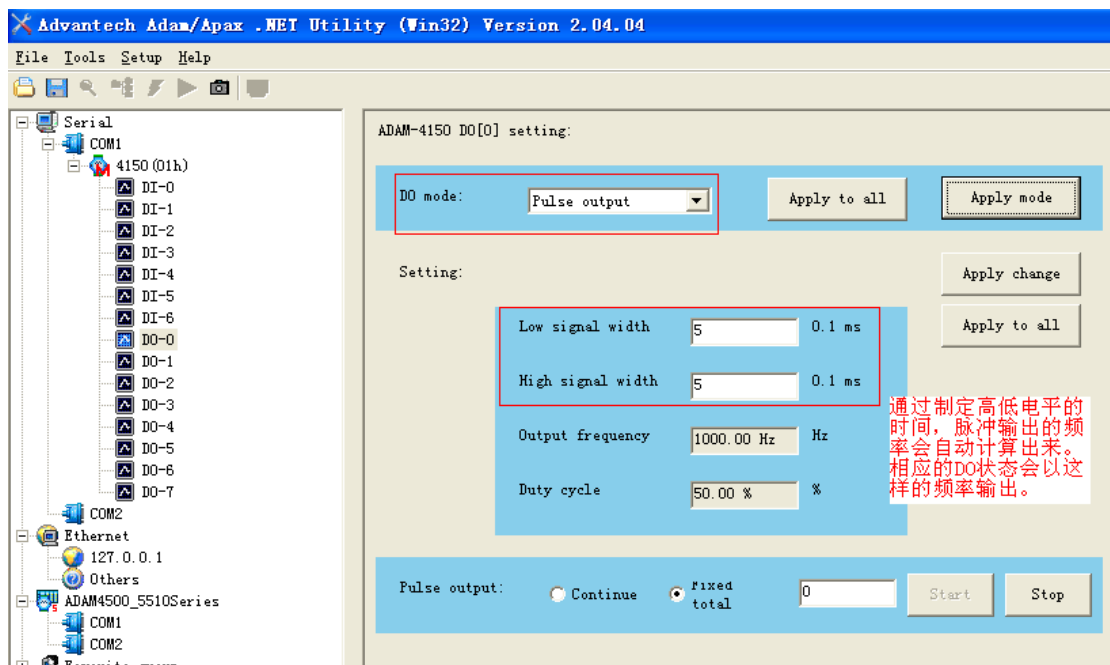 Advantech Adam/Apax .NET Utility (Win32) Version 2.04.04
File Tools Setup Help
Serial
COM1
4150(01h)
DI-0
DI-1
DI-2
DI-3
DI-4
DI-5
DI-6
DO-0
DO-1
DO-2
DO-3
DO-4
DO-5
DO-6
DO-7
COM2
Ethernet
127.0.0.1
Others
ADAM4500_5510Series
COM1
COM2
ADAM-4150 DO[0] setting:
DO mode: Pulse output Apply to all Apply mode
Setting: Apply change
Low signal width 5 0.1 ms Apply to all
High signal width 5 0.1 ms
Output frequency 1000.00 Hz Hz
Duty cycle 50.00 % %
通过制定高低电平的
时间，脉冲输出的频
率会自动计算出来。
相应的DO状态会以这
样的频率输出。
Pulse output: Continue Fixed total 0 Start Stop